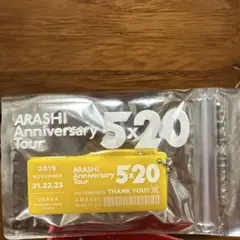 ARASHI
Anniversary 5×20
Tour
2019
NOVEMBER
21.22.23
OSAKA
ARASHI
Anniversary 5×20
Tour
THANK YOU!!
ARASHI